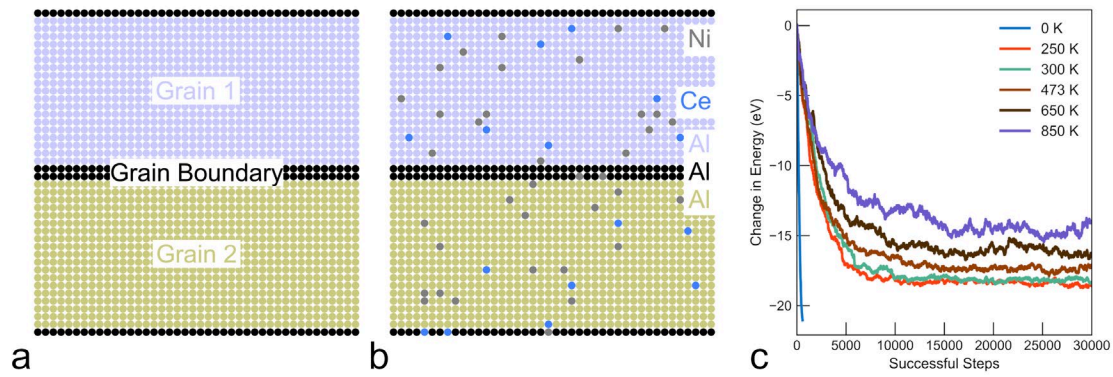 Grain 1
Grain Boundary
Grain 2
a
Ni
Ce
Al
Al
Al
b
0
−5
−10
−15
−20
Change in Energy (eV)
0 K
250 K
300 K
473 K
650 K
850 K
0 5000 10000 15000 20000 25000 30000
Successful Steps
c